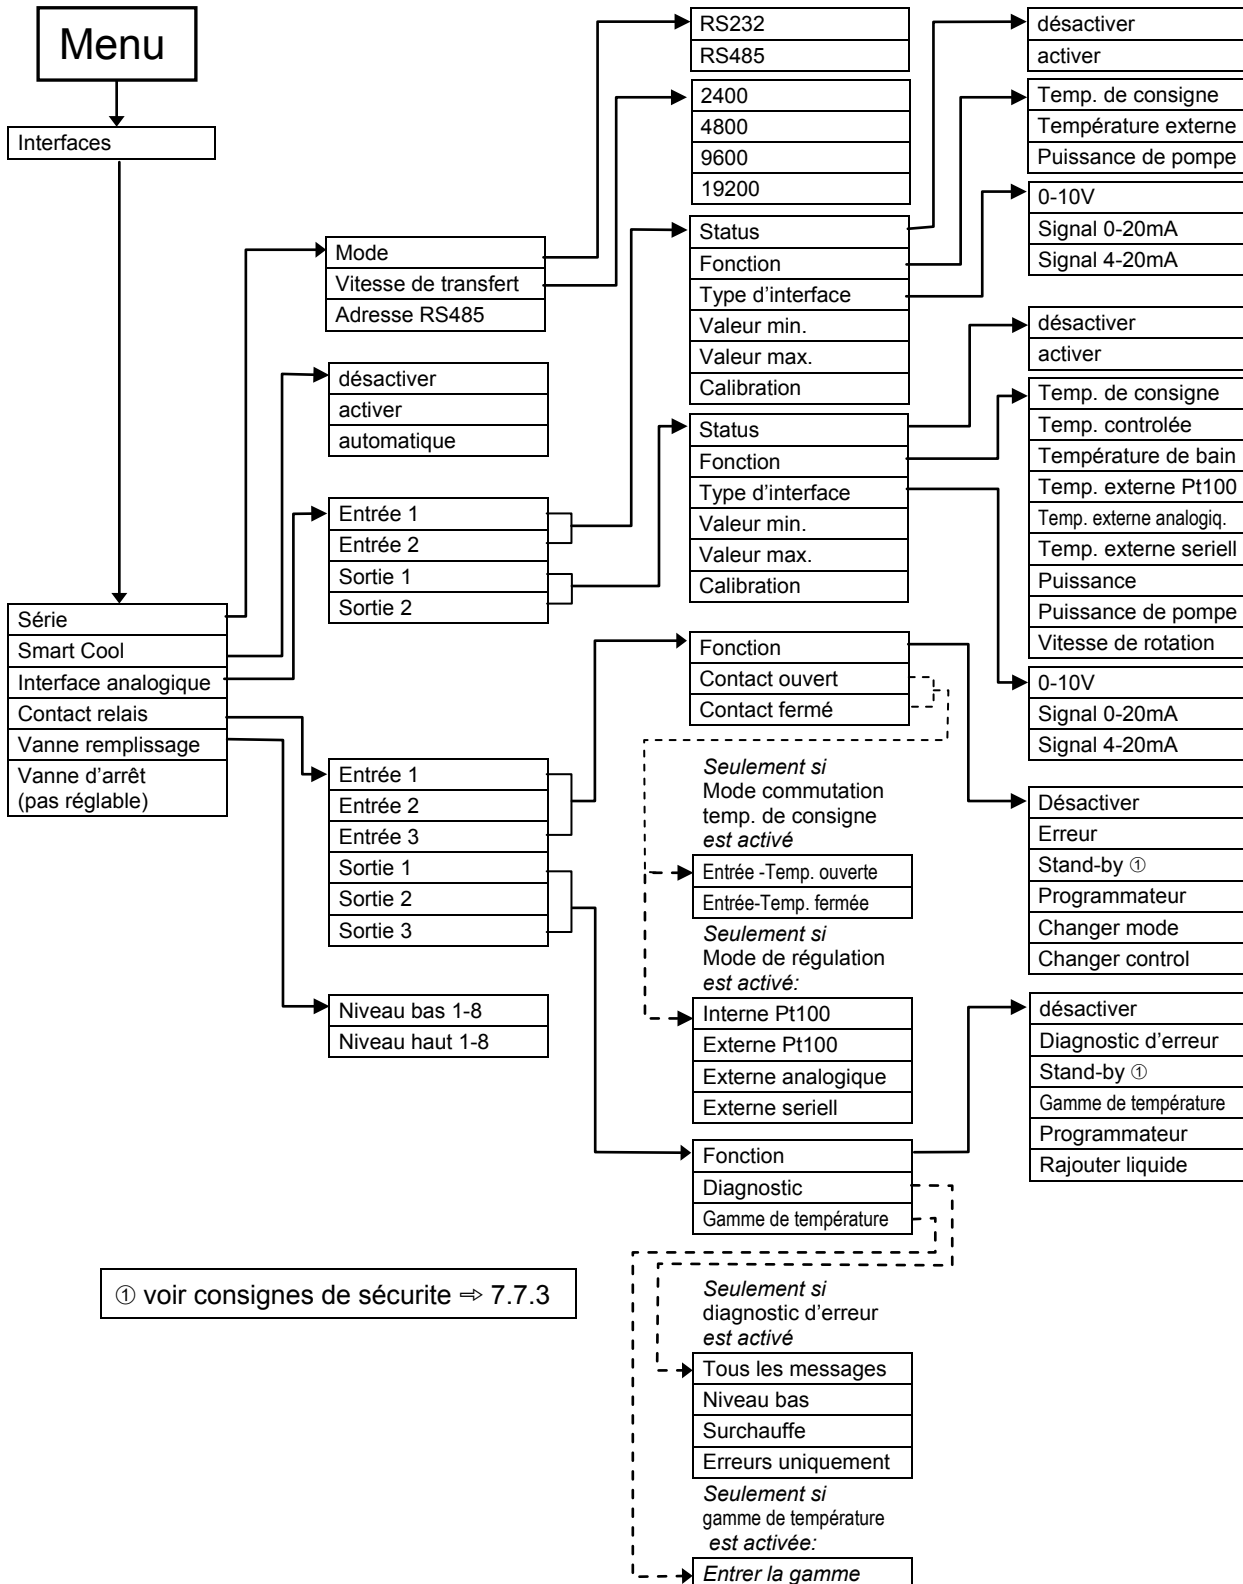 Menu
Interfaces
Série
Smart Cool
Interface analogique
Contact relais
Vanne remplissage
Vanne d'arrêt
(pas réglable)
Mode
Vitesse de transfert
Adresse RS485
désactiver
activer
automatique
Entrée 1
Entrée 2
Sortie 1
Sortie 2
Entrée 1
Entrée 2
Entrée 3
Sortie 1
Sortie 2
Sortie 3
Niveau bas 1-8
Niveau haut 1-8
① voir consignes de sécurite ⇨ 7.7.3
RS232
RS485
2400
4800
9600
19200
Status
Fonction
Type d'interface
Valeur min.
Valeur max.
Calibration
Status
Fonction
Type d'interface
Valeur min.
Valeur max.
Calibration
Fonction
Contact ouvert
Contact fermé
Seulement si
Mode commutation
temp. de consigne
est activé
Entrée -Temp. ouverte
Entrée-Temp. fermée
Seulement si
Mode de régulation
est activé:
Interne Pt100
Externe Pt100
Externe analogique
Externe seriell
Fonction
Diagnostic
Gamme de température
Seulement si
diagnostic d'erreur
est activé
Tous les messages
Niveau bas
Surchauffe
Erreurs uniquement
Seulement si
gamme de température
est activée:
Entrer la gamme
désactiver
activer
Temp. de consigne
Température externe
Puissance de pompe
0-10V
Signal 0-20mA
Signal 4-20mA
désactiver
activer
Temp. de consigne
Temp. controlée
Température de bain
Temp. externe Pt100
Temp. externe analogiq.
Temp. externe seriell
Puissance
Puissance de pompe
Vitesse de rotation
0-10V
Signal 0-20mA
Signal 4-20mA
Désactiver
Erreur
Stand-by ①
Programmateur
Changer mode
Changer control
désactiver
Diagnostic d'erreur
Stand-by ①
Gamme de température
Programmateur
Rajouter liquide